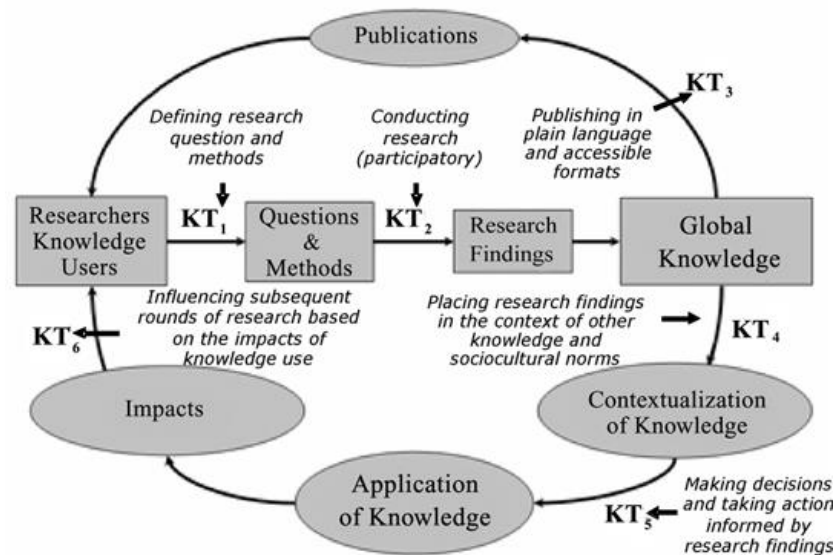 Publications
KT3
Defining research
question and
methods
Conducting
research
(participatory)
Publishing in
plain language
and accessible
formats
Researchers
Knowledge
Users
KT1
Questions
&
Methods
KT2
Research
Findings
Global
Knowledge
Influencing subsequent
rounds of research based
on the impacts of
knowledge use
KT6
Placing research findings
in the context of other
knowledge and
sociocultural norms
KT4
Impacts
Contextualization
of Knowledge
Application
of Knowledge
KT5
Making decisions
and taking action
informed by
research findings